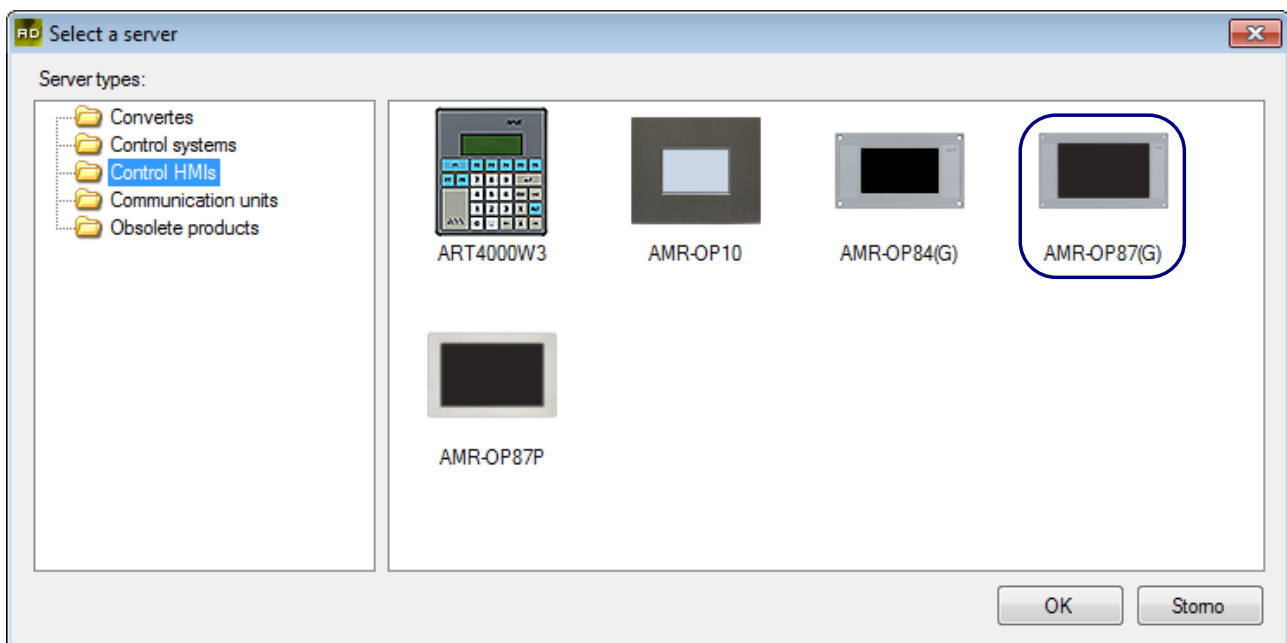 Select a server
Server types:
Convertes
Control systems
Control HMIs
Communication units
Obsolete products
ART4000W3
AMR-OP10
AMR-OP84(G)
AMR-OP87(G)
AMR-OP87P
OK
Storno